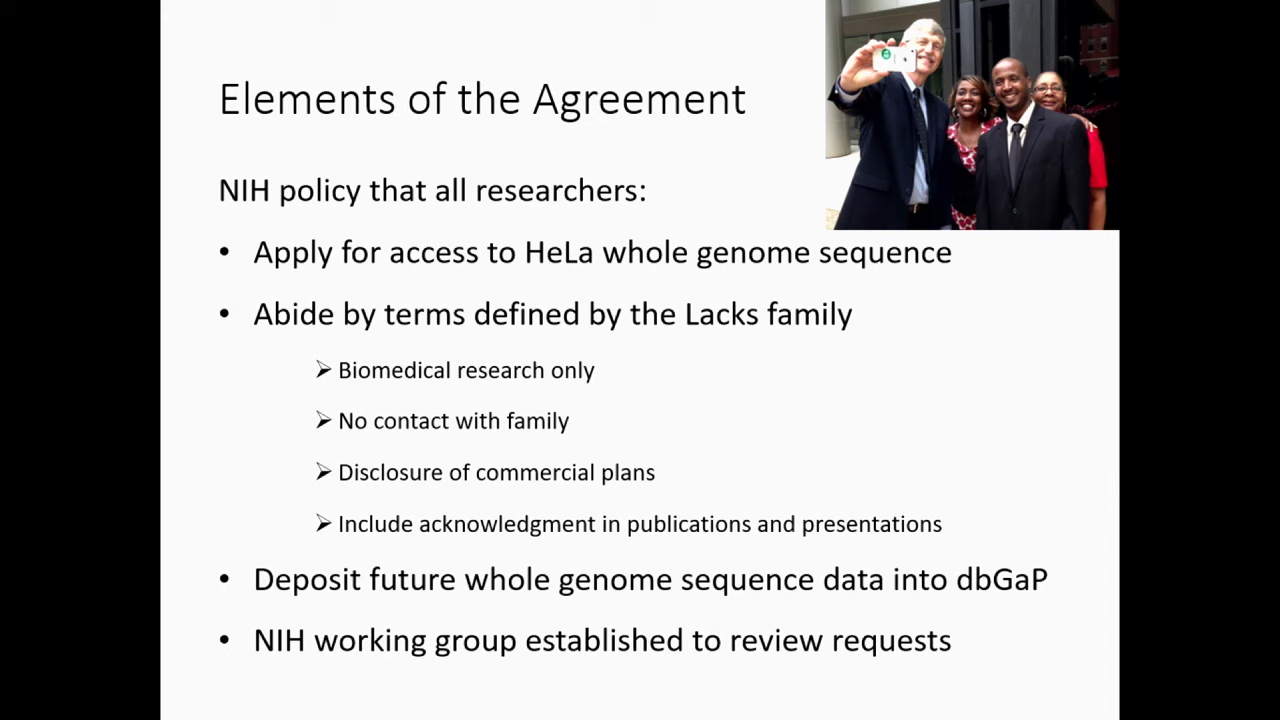 Elements of the Agreement
NIH policy that all researchers:
• Apply for access to HeLa whole genome sequence
• Abide by terms defined by the Lacks family
➢ Biomedical research only
➢ No contact with family
➢ Disclosure of commercial plans
➢ Include acknowledgment in publications and presentations
• Deposit future whole genome sequence data into dbGaP
• NIH working group established to review requests